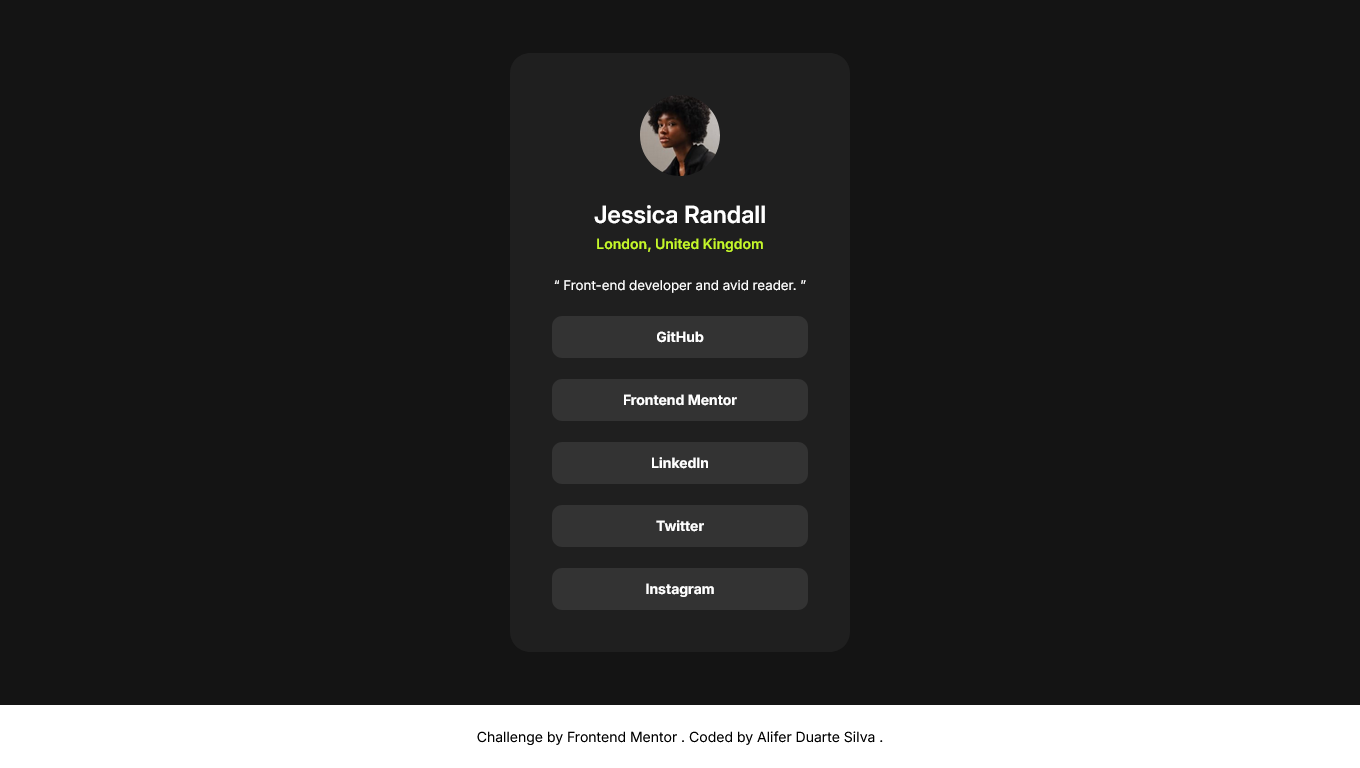 Jessica Randall
London, United Kingdom
“ Front-end developer and avid reader. ”
GitHub
Frontend Mentor
LinkedIn
Twitter
Instagram
Challenge by Frontend Mentor . Coded by Alifer Duarte Silva .